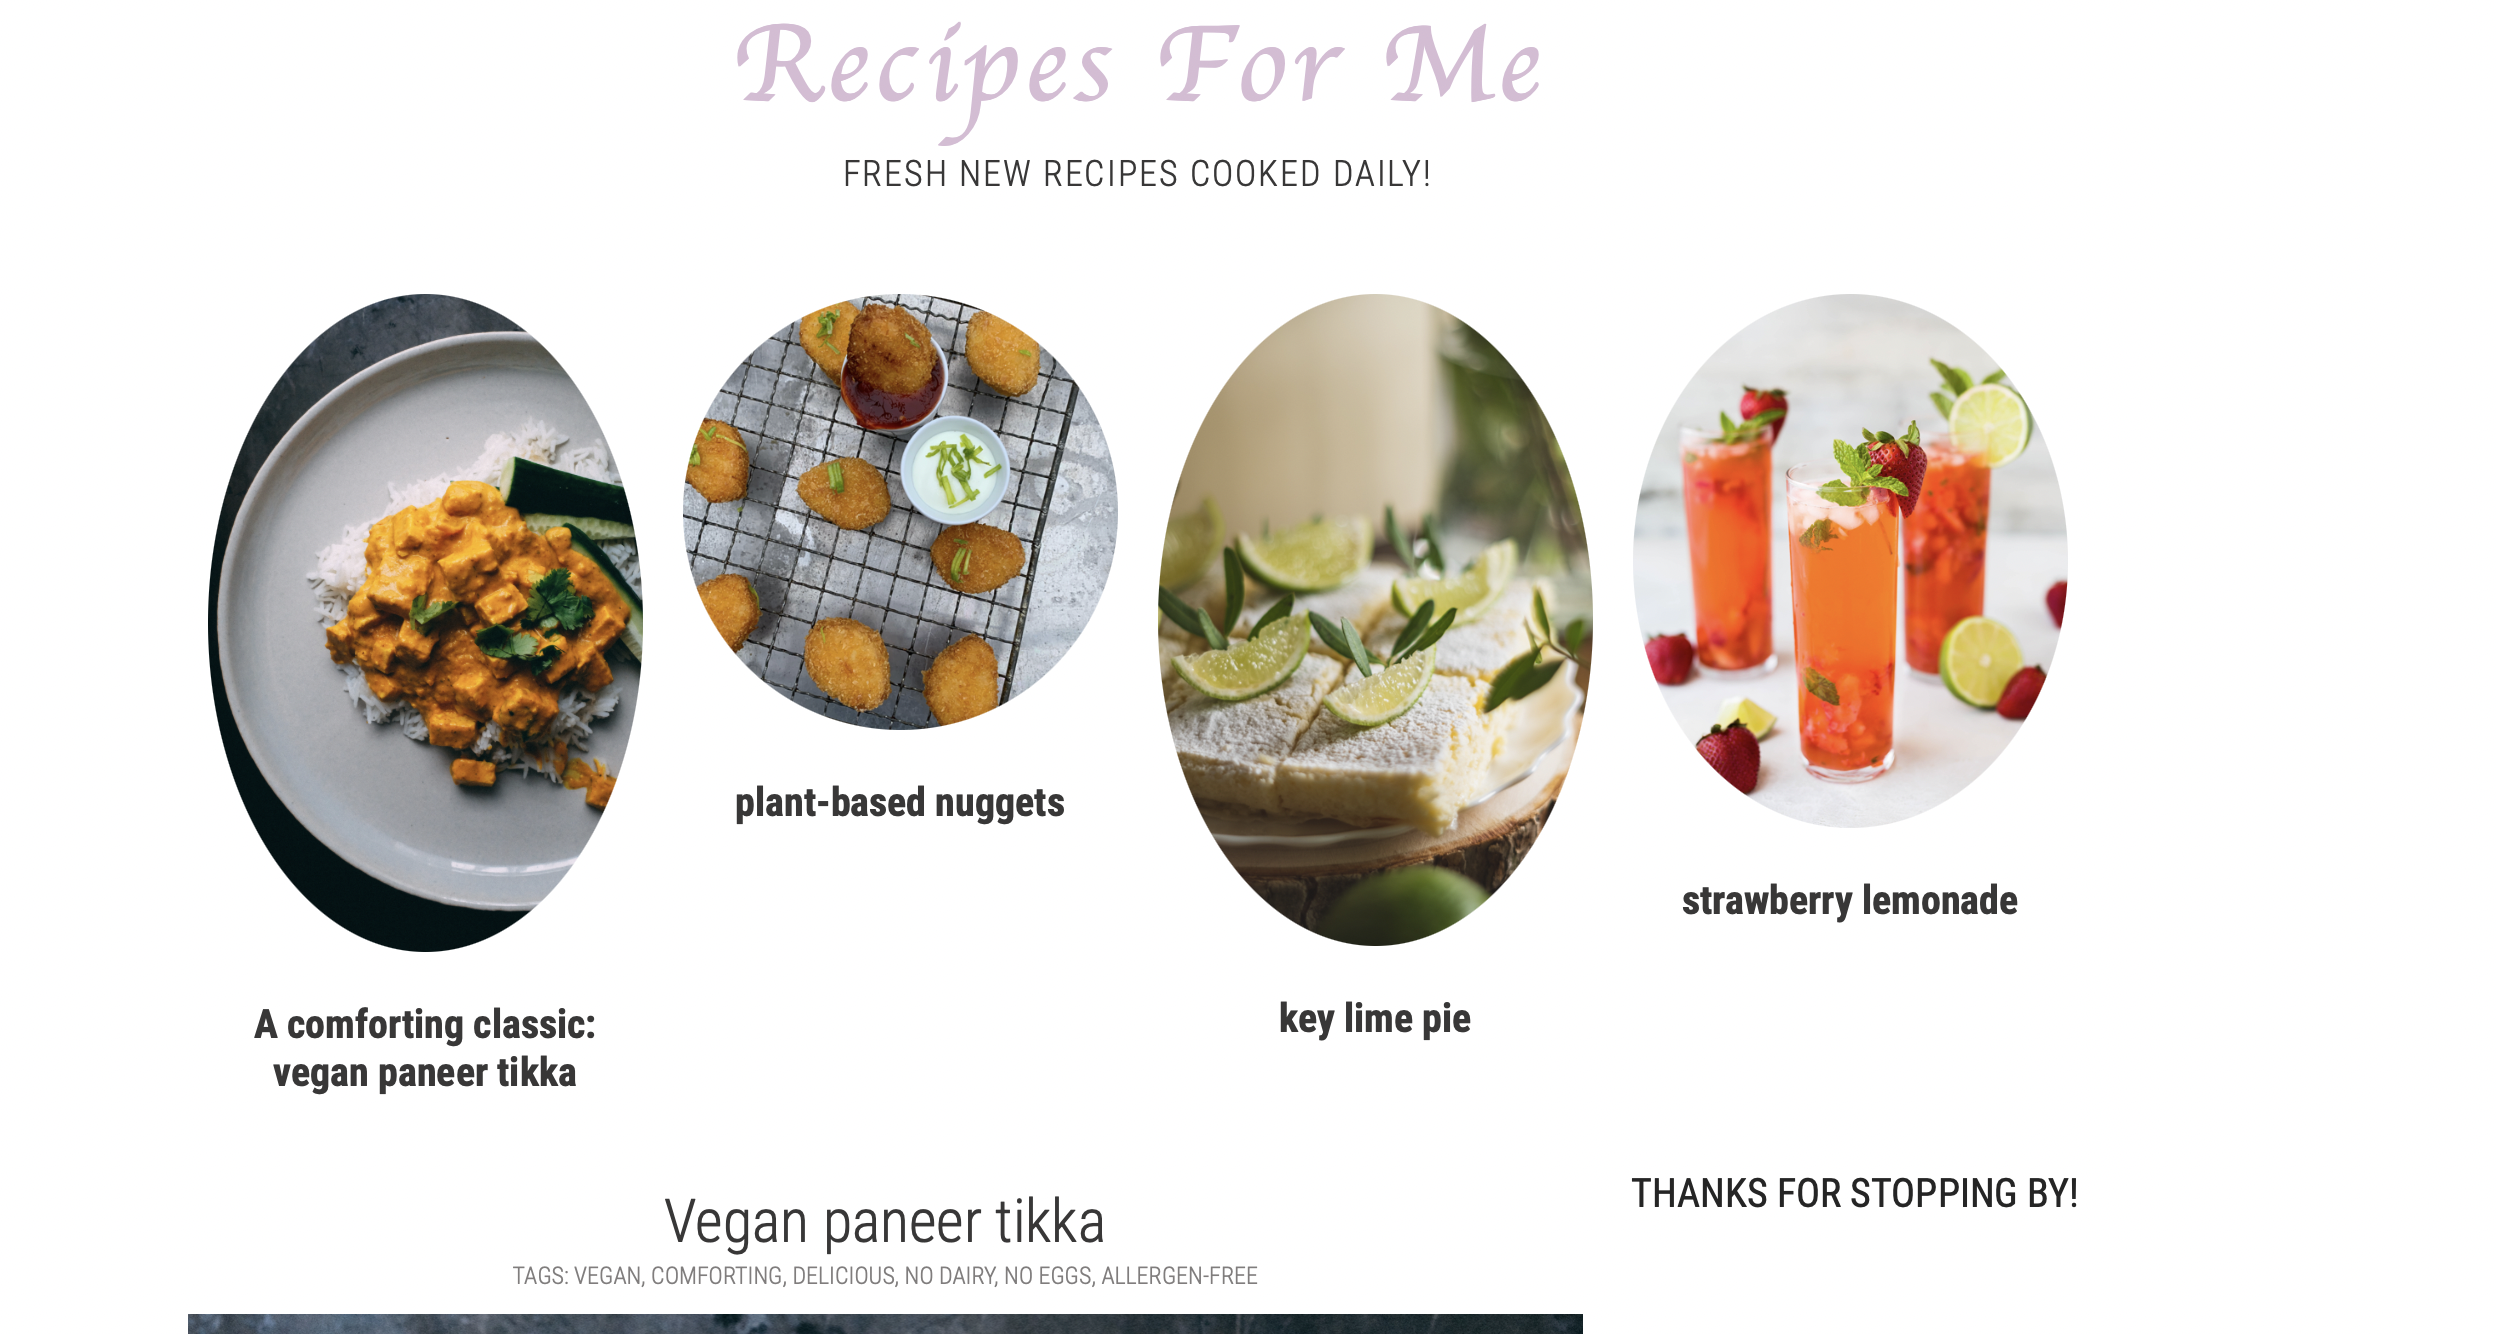 Recipes For Me
FRESH NEW RECIPES COOKED DAILY!
A comforting classic:
vegan paneer tikka
plant-based nuggets
key lime pie
strawberry lemonade
Vegan paneer tikka
TAGS: VEGAN, COMFORTING, DELICIOUS, NO DAIRY, NO EGGS, ALLERGEN-FREE
THANKS FOR STOPPING BY!